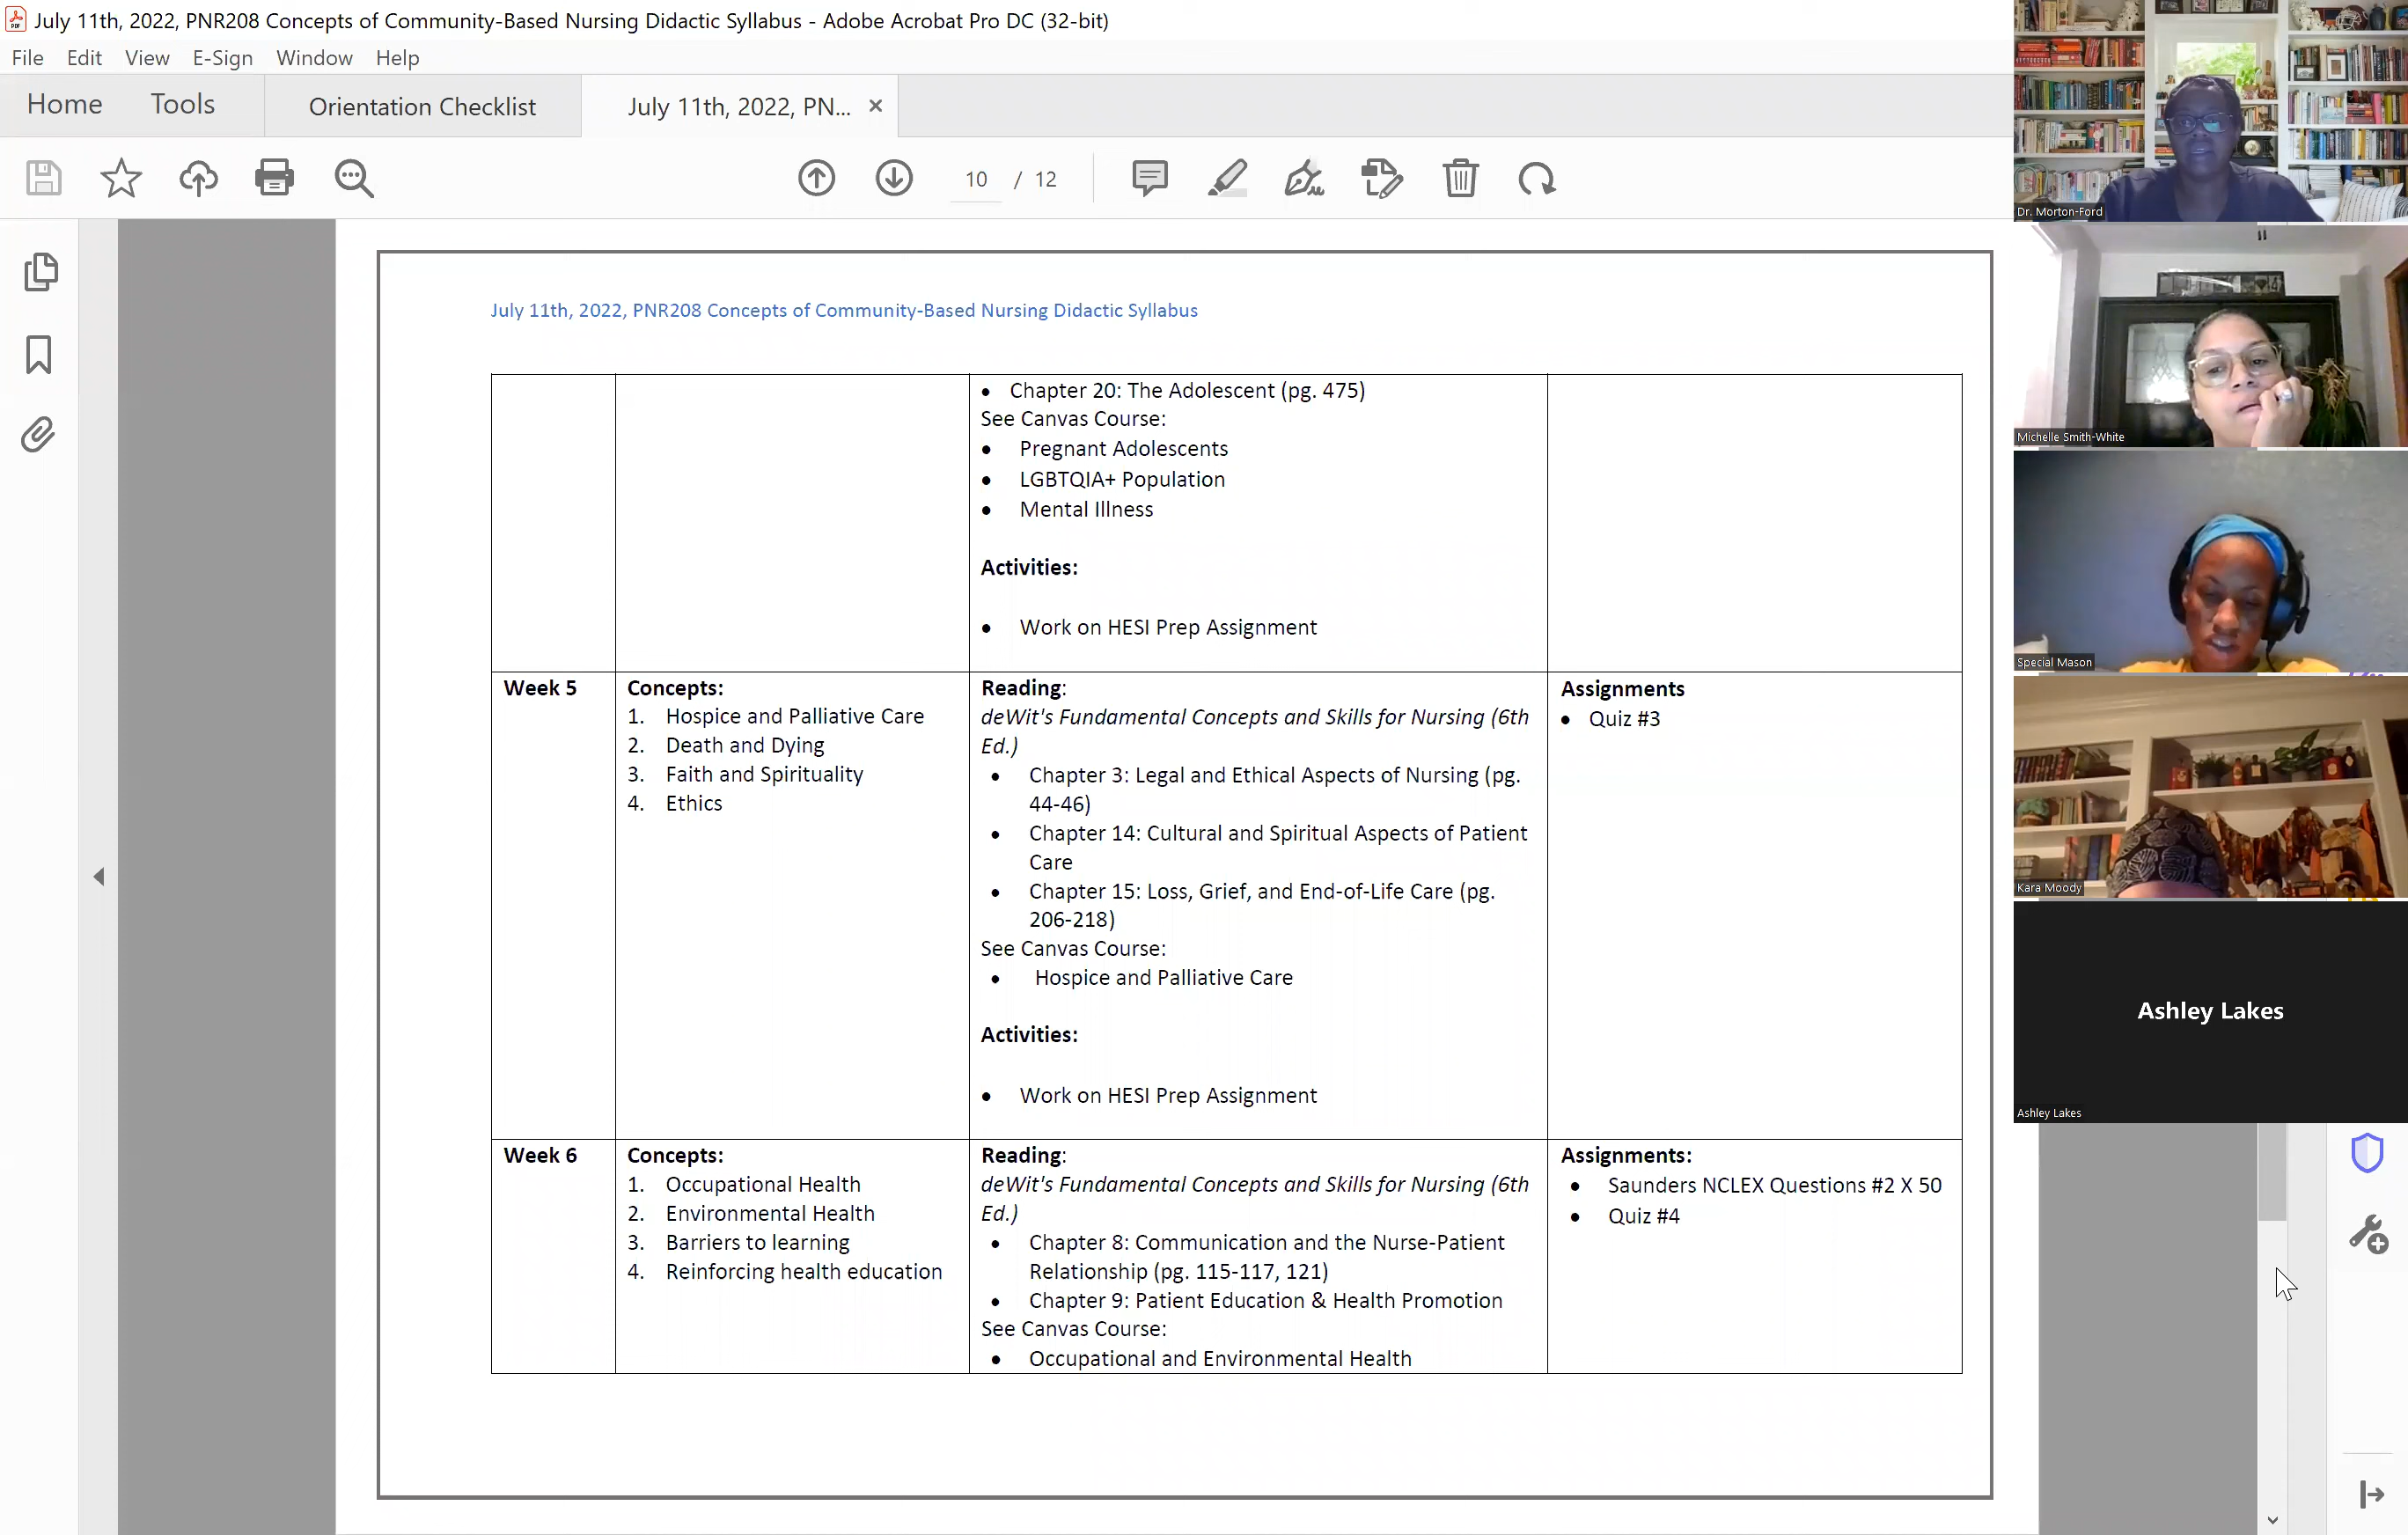 July 11th, 2022, PNR208 Concepts of Community-Based Nursing Didactic Syllabus - Adobe Acrobat Pro DC (32-bit)
File Edit View E-Sign Window Help
Home Tools Orientation Checklist July 11th, 2022, PN... ×
10 / 12
July 11th, 2022, PNR208 Concepts of Community-Based Nursing Didactic Syllabus
• Chapter 20: The Adolescent (pg. 475)
See Canvas Course:
• Pregnant Adolescents
• LGBTQIA+ Population
• Mental Illness
Activities:
• Work on HESI Prep Assignment
Week 5
Concepts:
1. Hospice and Palliative Care
2. Death and Dying
3. Faith and Spirituality
4. Ethics
Reading:
deWit's Fundamental Concepts and Skills for Nursing (6th
Ed.)
• Chapter 3: Legal and Ethical Aspects of Nursing (pg.
44-46)
• Chapter 14: Cultural and Spiritual Aspects of Patient
Care
• Chapter 15: Loss, Grief, and End-of-Life Care (pg.
206-218)
See Canvas Course:
• Hospice and Palliative Care
Activities:
• Work on HESI Prep Assignment
Assignments
• Quiz #3
Week 6
Concepts:
1. Occupational Health
2. Environmental Health
3. Barriers to learning
4. Reinforcing health education
Reading:
deWit's Fundamental Concepts and Skills for Nursing (6th
Ed.)
• Chapter 8: Communication and the Nurse-Patient
Relationship (pg. 115-117, 121)
• Chapter 9: Patient Education & Health Promotion
See Canvas Course:
• Occupational and Environmental Health
Assignments:
• Saunders NCLEX Questions #2 X 50
• Quiz #4
Dr. Morton-Ford
Michelle Smith-White
Special Mason
Kara Moody
Ashley Lakes
Ashley Lakes